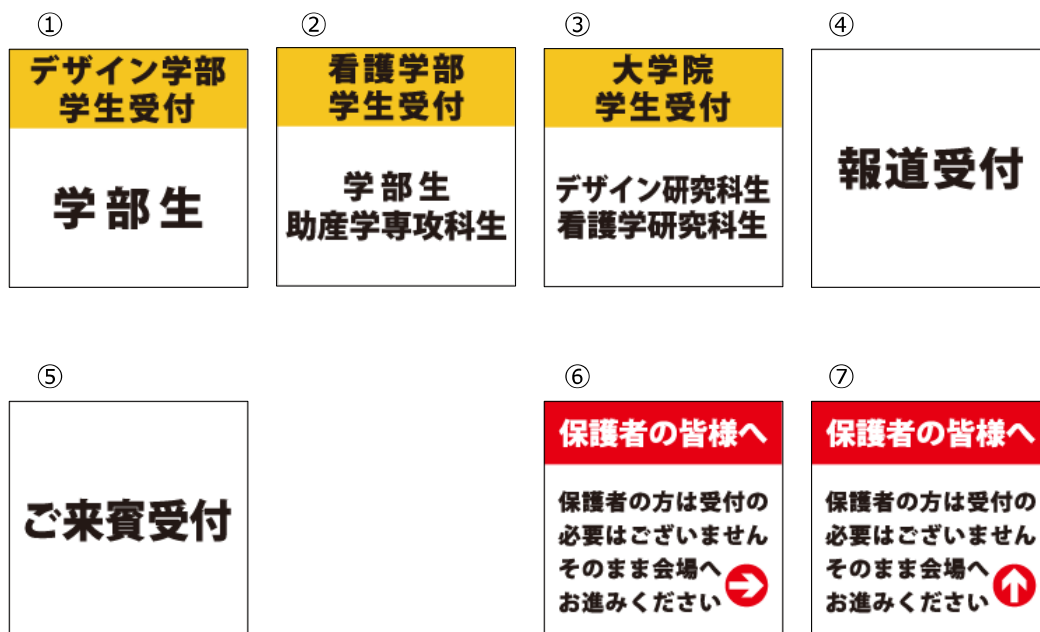 ①
デザイン学部
学生受付
学部生
②
看護学部
学生受付
学部生
助産学専攻科生
③
大学院
学生受付
デザイン研究科生
看護学研究科生
④
報道受付
⑤
ご来賓受付
⑥
保護者の皆様へ
保護者の方は受付の
必要はございません
そのまま会場へ
お進みください
⑦
保護者の皆様へ
保護者の方は受付の
必要はございません
そのまま会場へ
お進みください